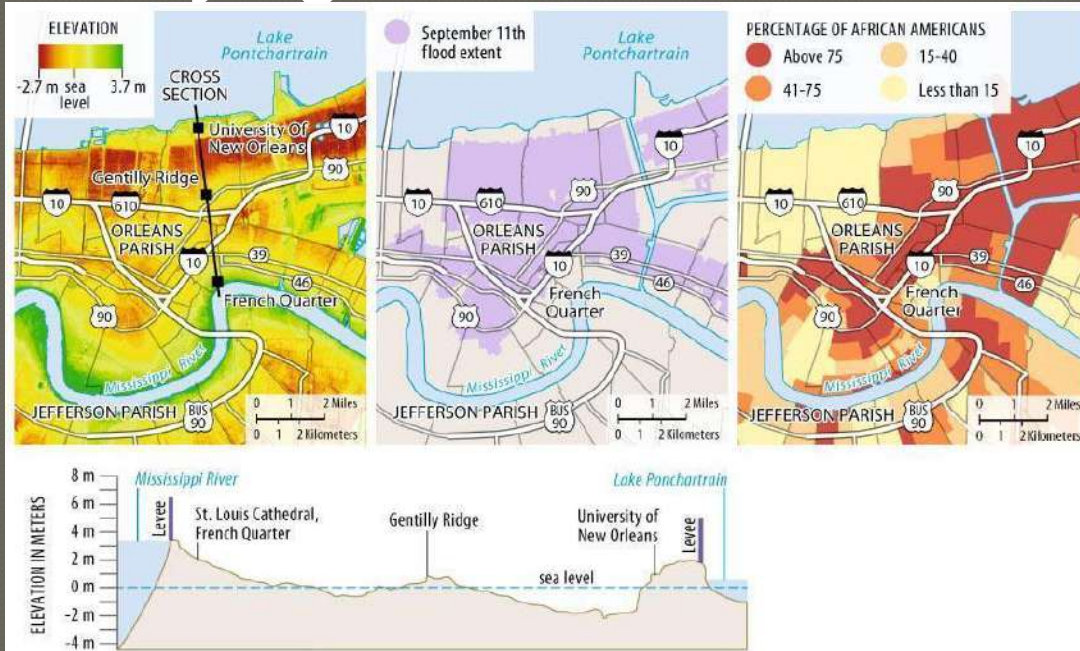 ELEVATION
-2.7 m sea level 3.7 m
CROSS
SECTION
Lake
Pontchartrain
University Of
New Orleans
10
90
Gentilly Ridge
10
610
ORLEANS
PARISH
10
39
46
French Quarter
90
Mississippi River
JEFFERSON PARISH
BUS
90
0 1 2 Miles
0 1 2 Kilometers
September 11th
flood extent
Lake
Pontchartrain
10
90
10
610
ORLEANS
PARISH
10
39
46
French
Quarter
90
Mississippi River
JEFFERSON PARISH
BUS
90
0 1 2 Miles
0 1 2 Kilometers
PERCENTAGE OF AFRICAN AMERICANS
Above 75
15-40
41-75
Less than 15
10
90
10
610
ORLEANS
PARISH
10
39
46
French
Quarter
90
Mississippi River
JEFFERSON PARISH
BUS
90
0 1 2 Miles
0 1 2 Kilometers
ELEVATION IN METERS
8 m
6 m
4 m
2 m
0 m
-2 m
-4 m
Mississippi River
Levee
St. Louis Cathedral,
French Quarter
Gentilly Ridge
sea level
University of
New Orleans
Levee
Lake Ponchartrain